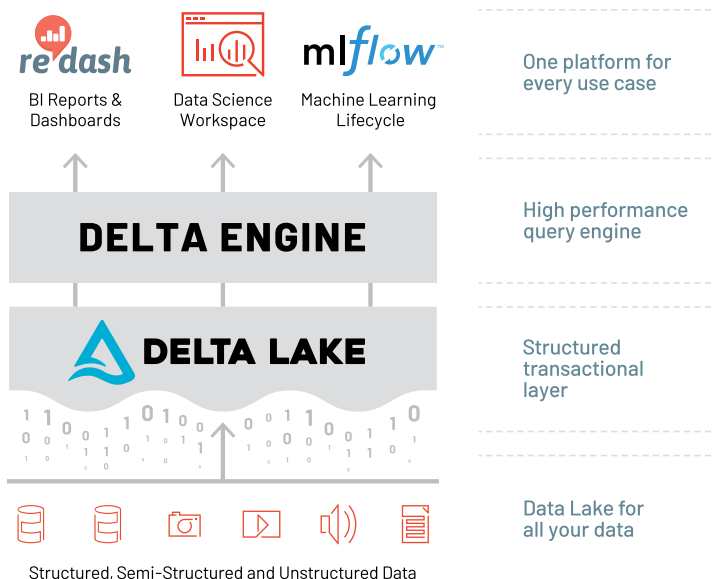 redash
BI Reports &
Dashboards
Data Science
Workspace
mlflow™
Machine Learning
Lifecycle
One platform for
every use case
DELTA ENGINE
High performance
query engine
DELTA LAKE
Structured
transactional
layer
Data Lake for
all your data
Structured, Semi-Structured and Unstructured Data